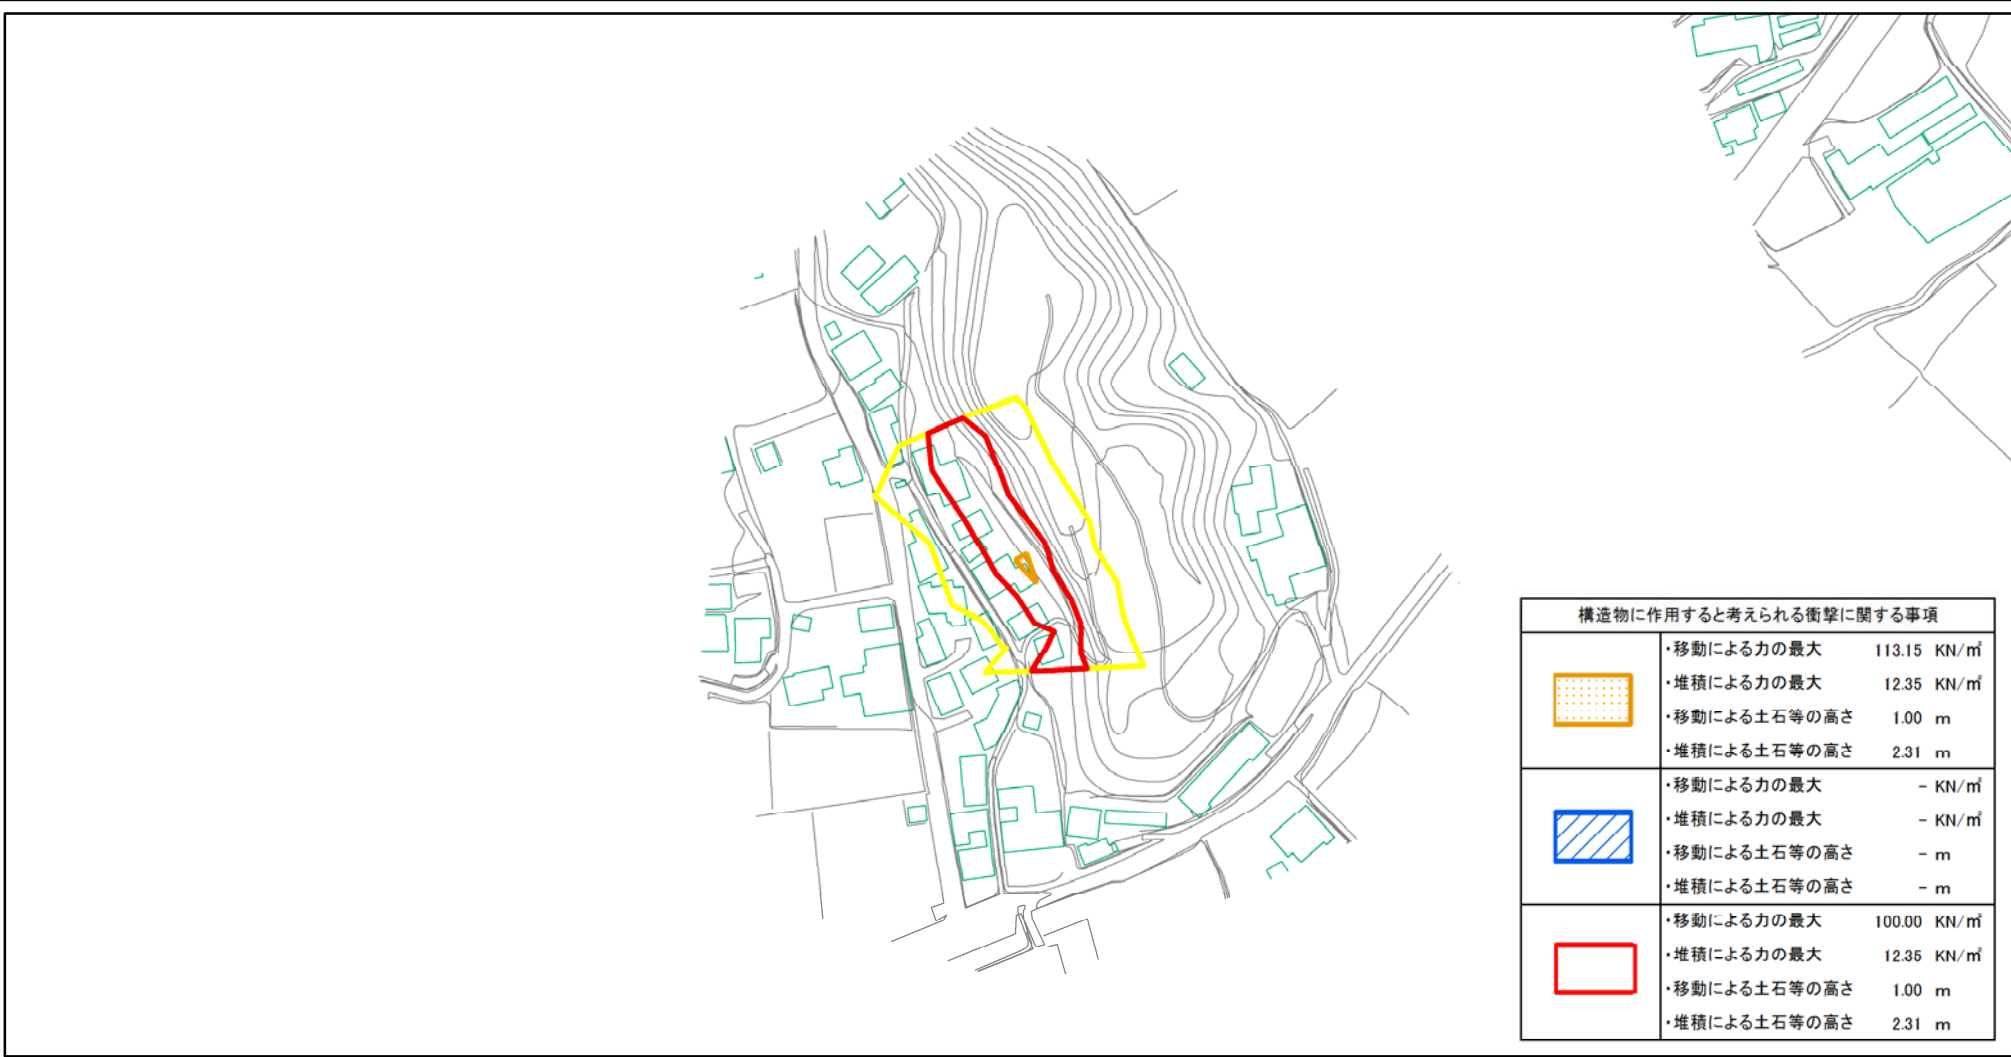 構造物に作用すると考えられる衝撃に関する事項
・移動による力の最大 113.15 KN/㎡
・堆積による力の最大 12.35 KN/㎡
・移動による土石等の高さ 1.00 m
・堆積による土石等の高さ 2.31 m
・移動による力の最大 - KN/㎡
・堆積による力の最大 - KN/㎡
・移動による土石等の高さ - m
・堆積による土石等の高さ - m
・移動による力の最大 100.00 KN/㎡
・堆積による力の最大 12.35 KN/㎡
・移動による土石等の高さ 1.00 m
・堆積による土石等の高さ 2.31 m